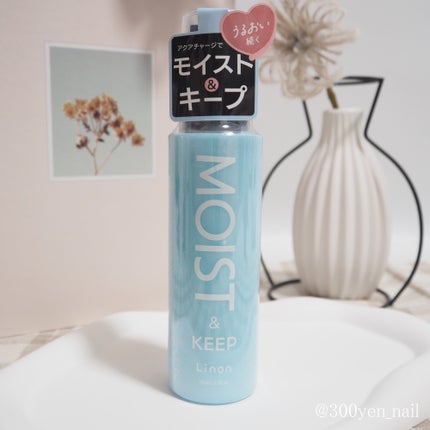 うるおい
続く
アクアチャージで
モイスト
&
キープ
MOIST
&
KEEP
Linon
@300yen_nail